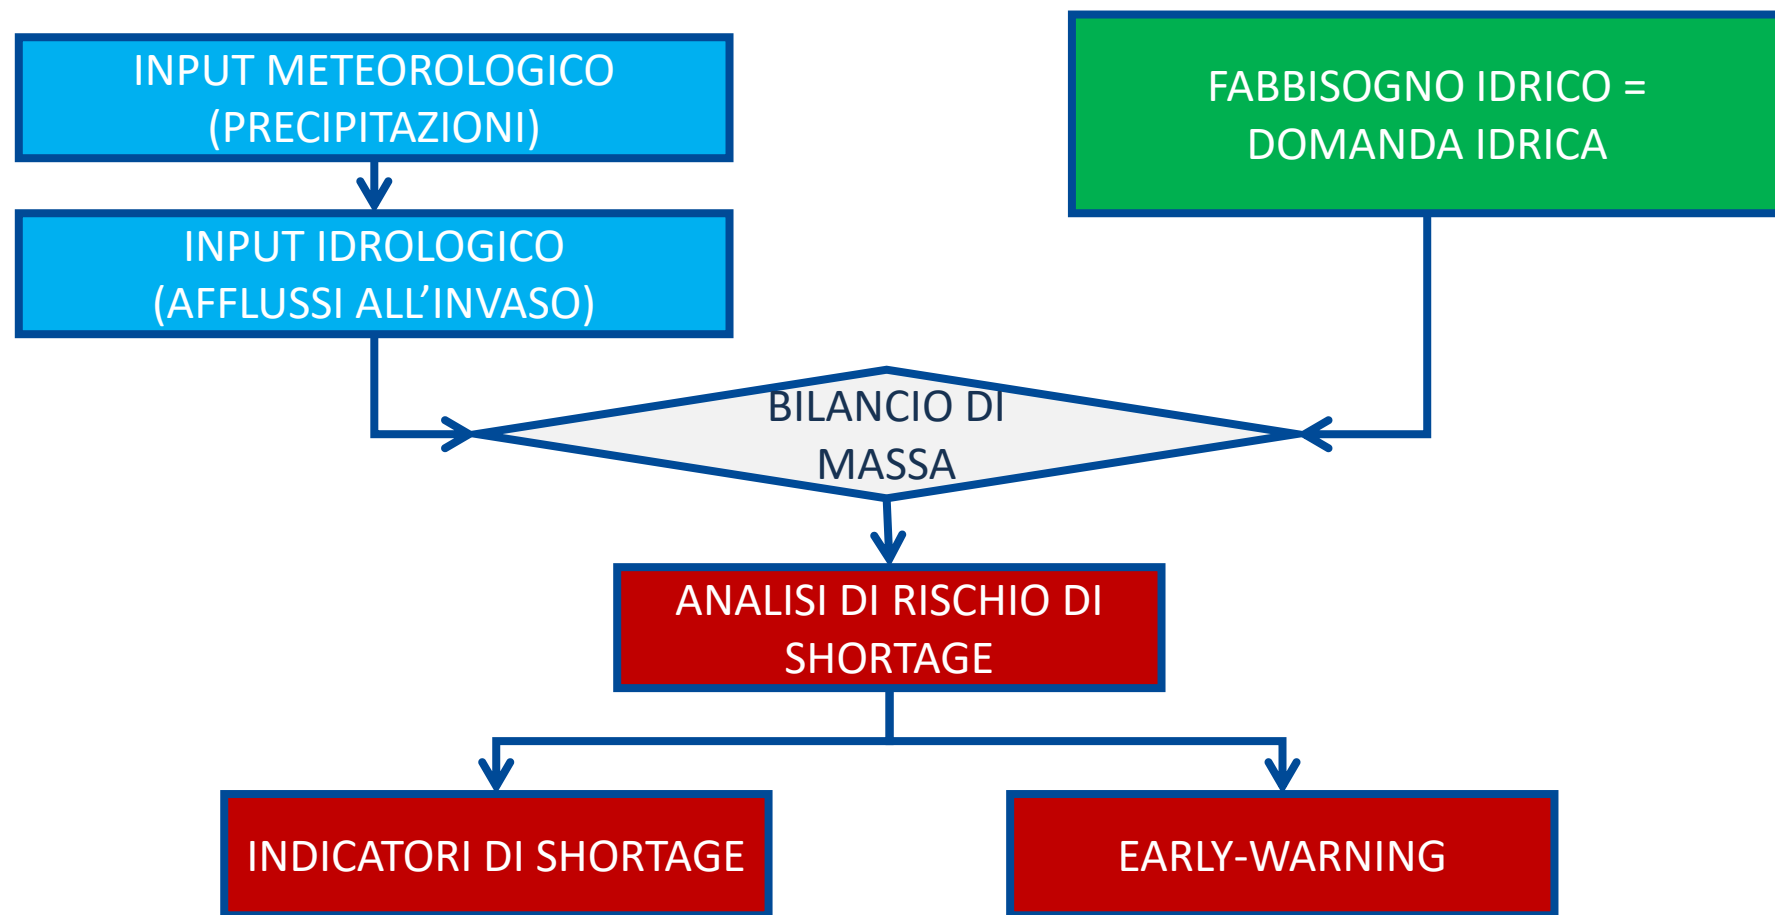 INPUT METEOROLOGICO
(PRECIPITAZIONI)
FABBISOGNO IDRICO =
DOMANDA IDRICA
INPUT IDROLOGICO
(AFFLUSSI ALL’INVASO)
BILANCIO DI
MASSA
ANALISI DI RISCHIO DI
SHORTAGE
INDICATORI DI SHORTAGE
EARLY-WARNING